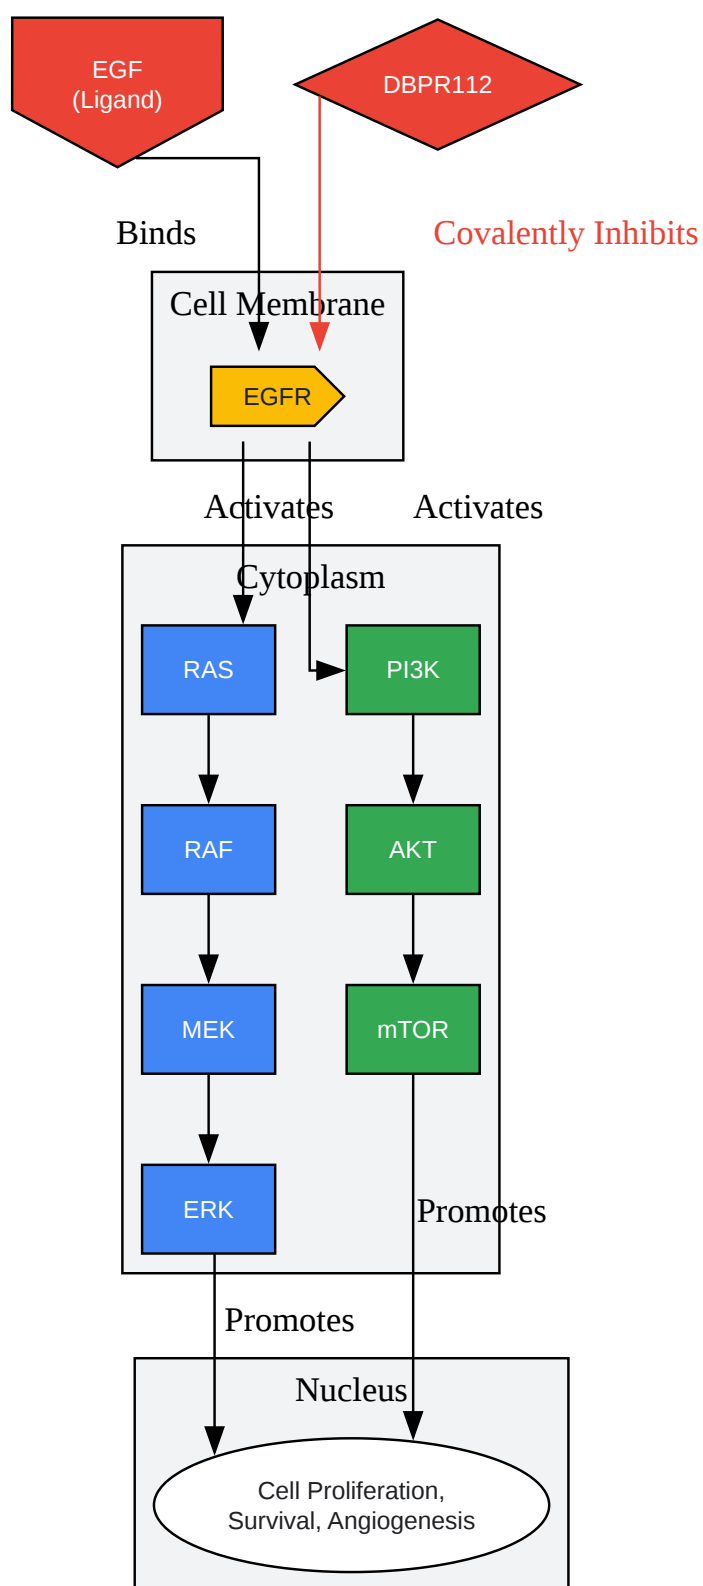 EGF
(Ligand)
DBPR112
Binds
Covalently Inhibits
Cell Membrane
EGFR
Activates
Activates
Cytoplasm
RAS
PI3K
RAF
AKT
MEK
mTOR
ERK
Promotes
Promotes
Nucleus
Cell Proliferation,
Survival, Angiogenesis